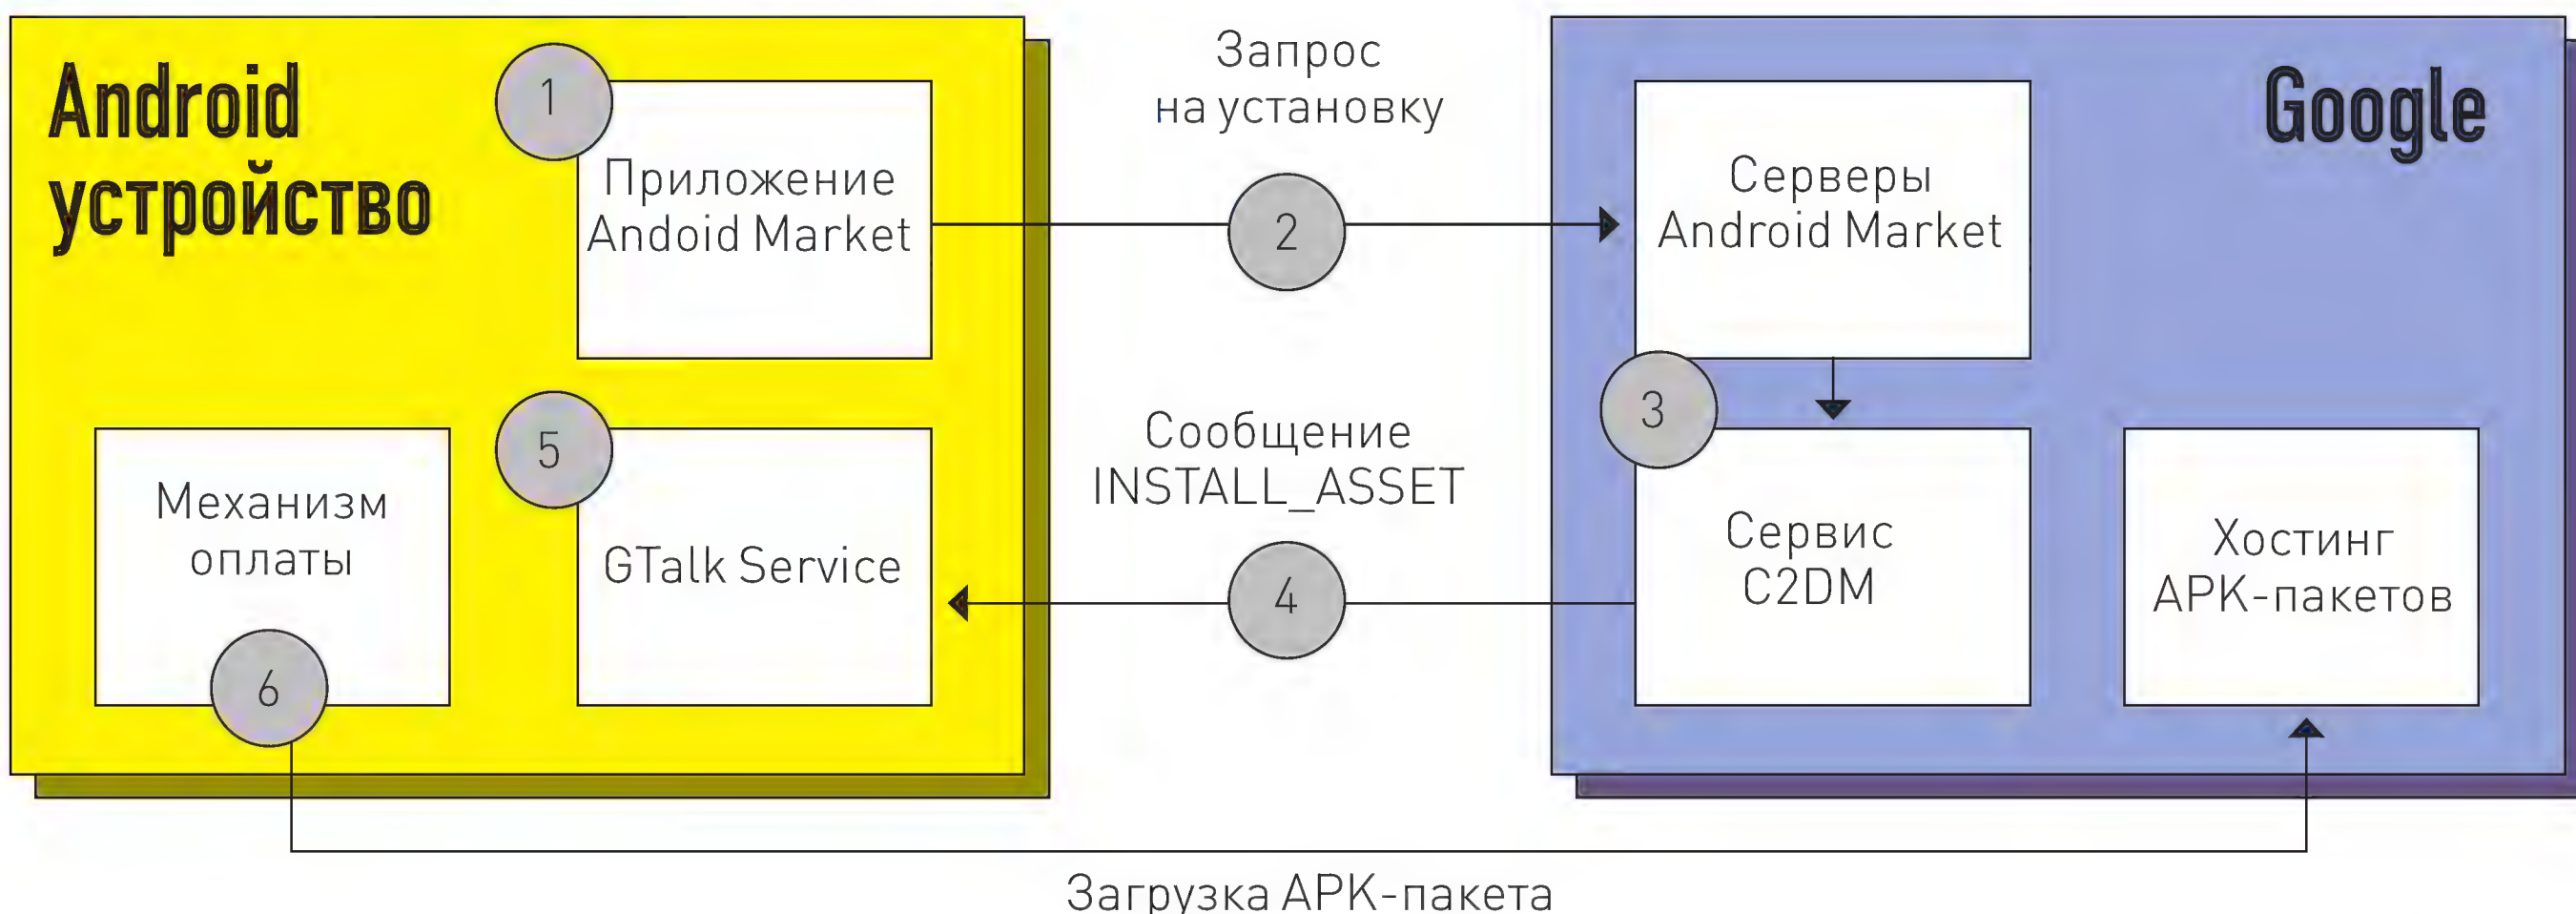 Android
устройство
1
Приложение
Andoid Market
Запрос
на установку
2
Google
Серверы
Android Market
3
Механизм
оплаты
6
5
GTalk Service
Сообщение
INSTALL_ASSET
4
Сервис
C2DM
Хостинг
APK-пакетов
Загрузка APK-пакета